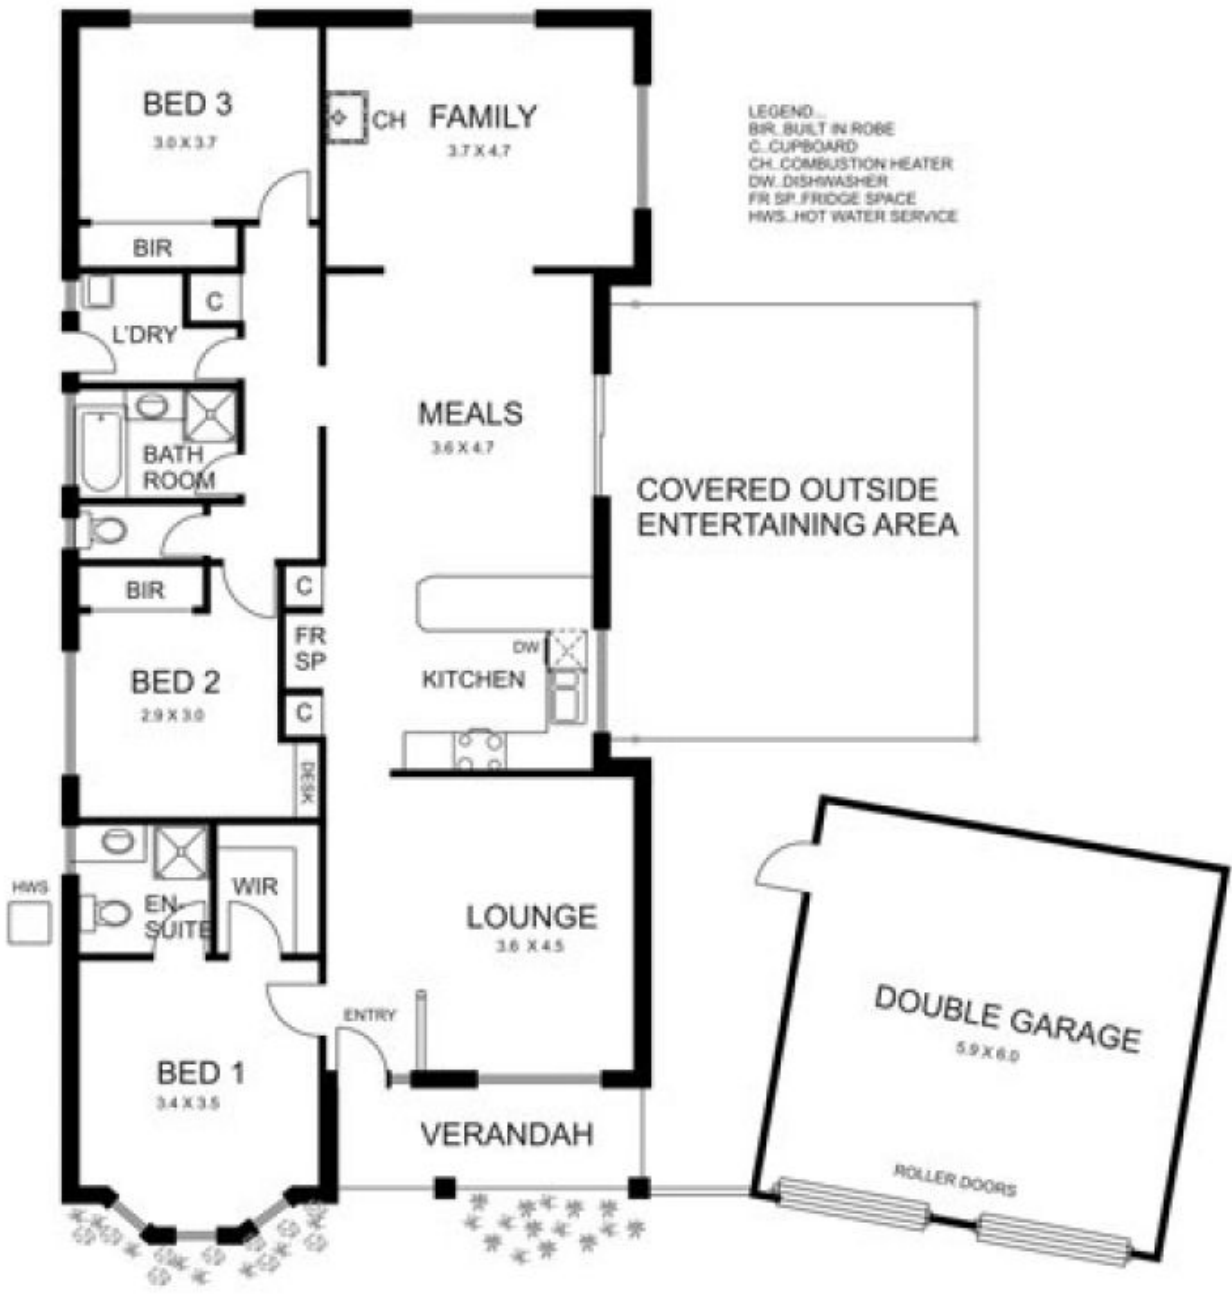 BED 3
3.0 X 3.7
CH
FAMILY
3.7 X 4.7
LEGEND...
BIR..BUILT IN ROBE
C..CUPBOARD
CH..COMBUSTION HEATER
DW..DISHWASHER
FR SP..FRIDGE SPACE
HWS..HOT WATER SERVICE
BIR
C
L'DRY
MEALS
3.6 X 4.7
BATH
ROOM
COVERED OUTSIDE
ENTERTAINING AREA
BIR
C
FR
SP
DW
KITCHEN
BED 2
2.9 X 3.0
C
DESK
HWS
WIR
EN-
SUITE
LOUNGE
3.6 X 4.5
ENTRY
DOUBLE GARAGE
5.9 X 6.0
BED 1
3.4 X 3.5
VERANDAH
ROLLER DOORS